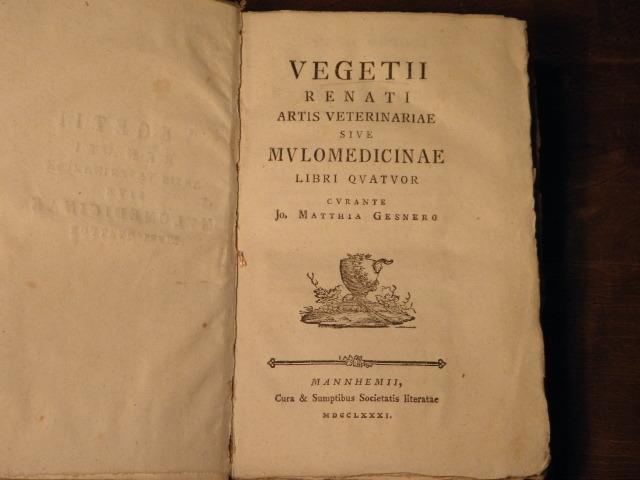 VEGETII
RENATI
ARTIS VETERINARIAE
SIVE
MVLOMEDICINAE
LIBRI QVATVOR
CVRANTE
Jo. MATTHIA GESNERO
MANNHEMII,
Cura & Sumptibus Societatis literatae
MDCCLXXXI.